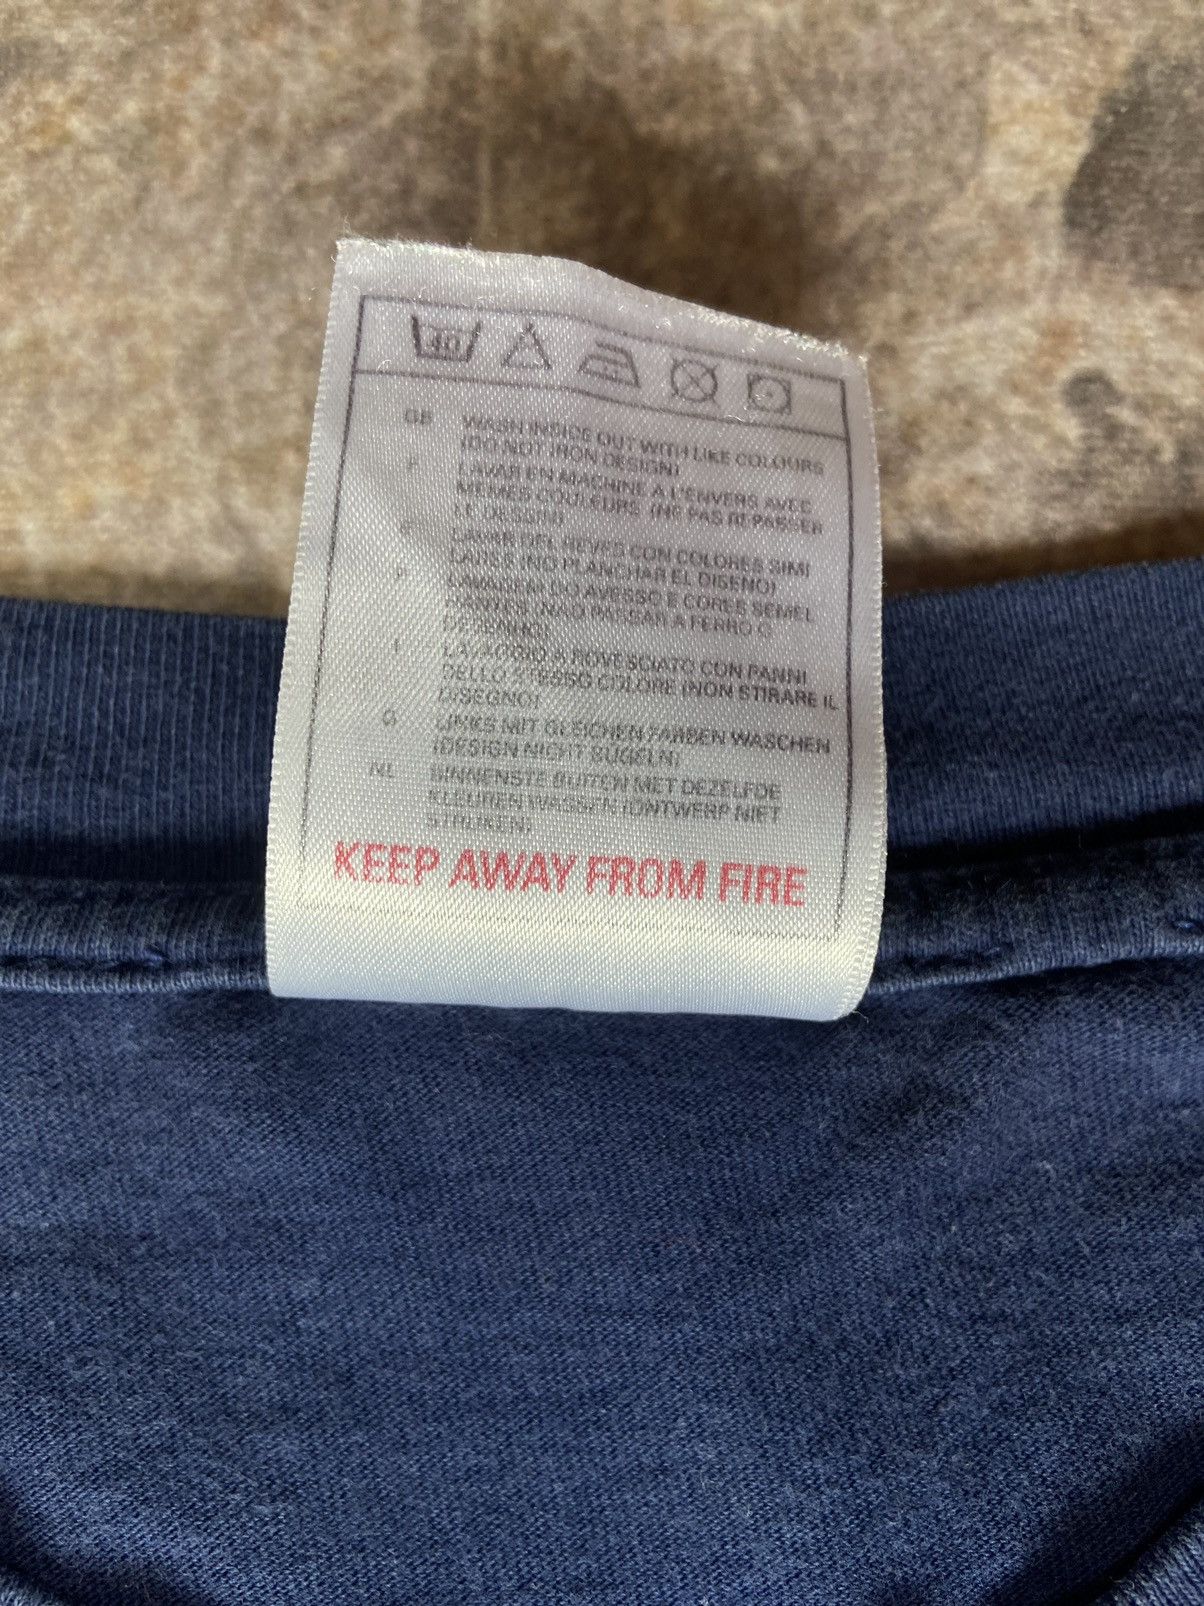 40
GB WASH INSIDE OUT WITH LIKE COLOURS
(DO NOT IRON DESIGN)
F LAVAR EN MACHINE A L'ENVERS AVEC
MEMES COULEURS (NE PAS REPASSER
LE DESSIN)
LAVAR DEL REVES CON COLORES SIMI
LARES (NO PLANCHAR EL DISENO)
P LAVAGEM DO AVESSO E CORES SEMEL
HANTES (NAO PASSAR A FERRO O
DESENHO)
I LAVAGGIO A ROVESCIATO CON PANNI
DELLO STESSO COLORE (NON STIRARE IL
DISEGNO)
G LINKS MIT GLEICHEN FARBEN WASCHEN
(DESIGN NICHT BUGELN)
NL BINNENSTE BUITEN MET DEZELFDE
KLEUREN WASSEN (ONTWERP NIET
STRIJKEN)
KEEP AWAY FROM FIRE